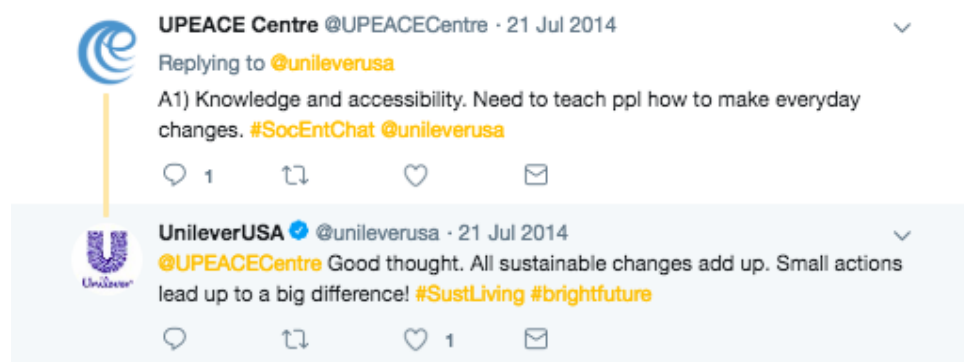 UPEACE Centre @UPEACECentre · 21 Jul 2014
Replying to @unileverusa
A1) Knowledge and accessibility. Need to teach ppl how to make everyday
changes. #SocEntChat @unileverusa
1
UnileverUSA @unileverusa · 21 Jul 2014
@UPEACECentre Good thought. All sustainable changes add up. Small actions
lead up to a big difference! #SustLiving #brightfuture
Unilever
1